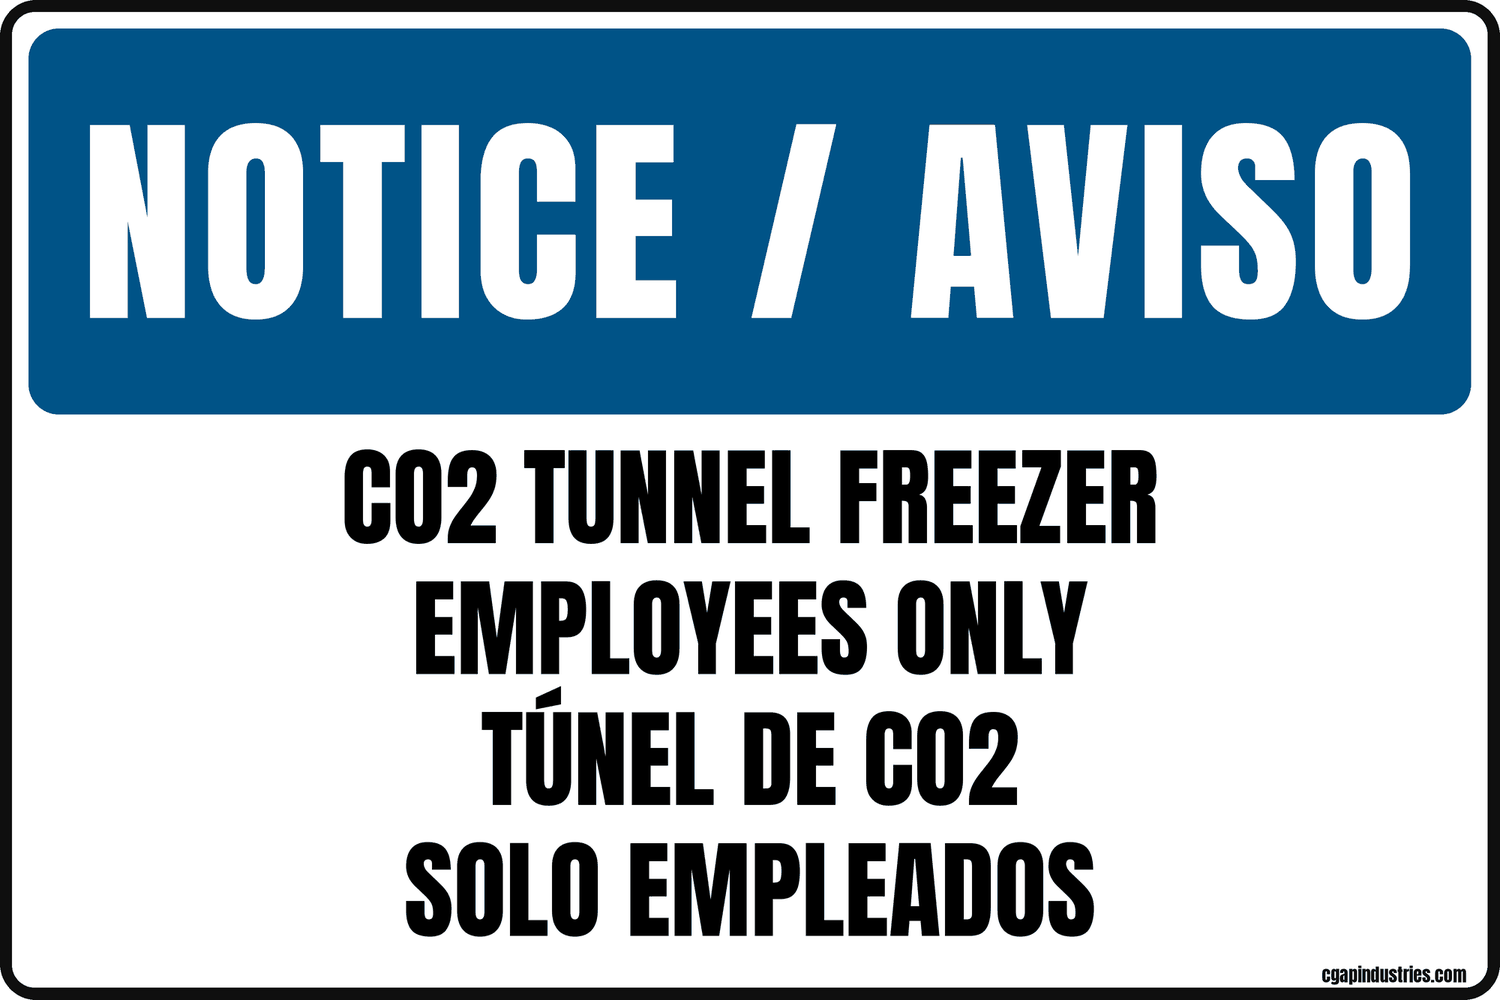 NOTICE / AVISO
CO2 TUNNEL FREEZER
EMPLOYEES ONLY
TÚNEL DE CO2
SOLO EMPLEADOS
cgapindustries.com